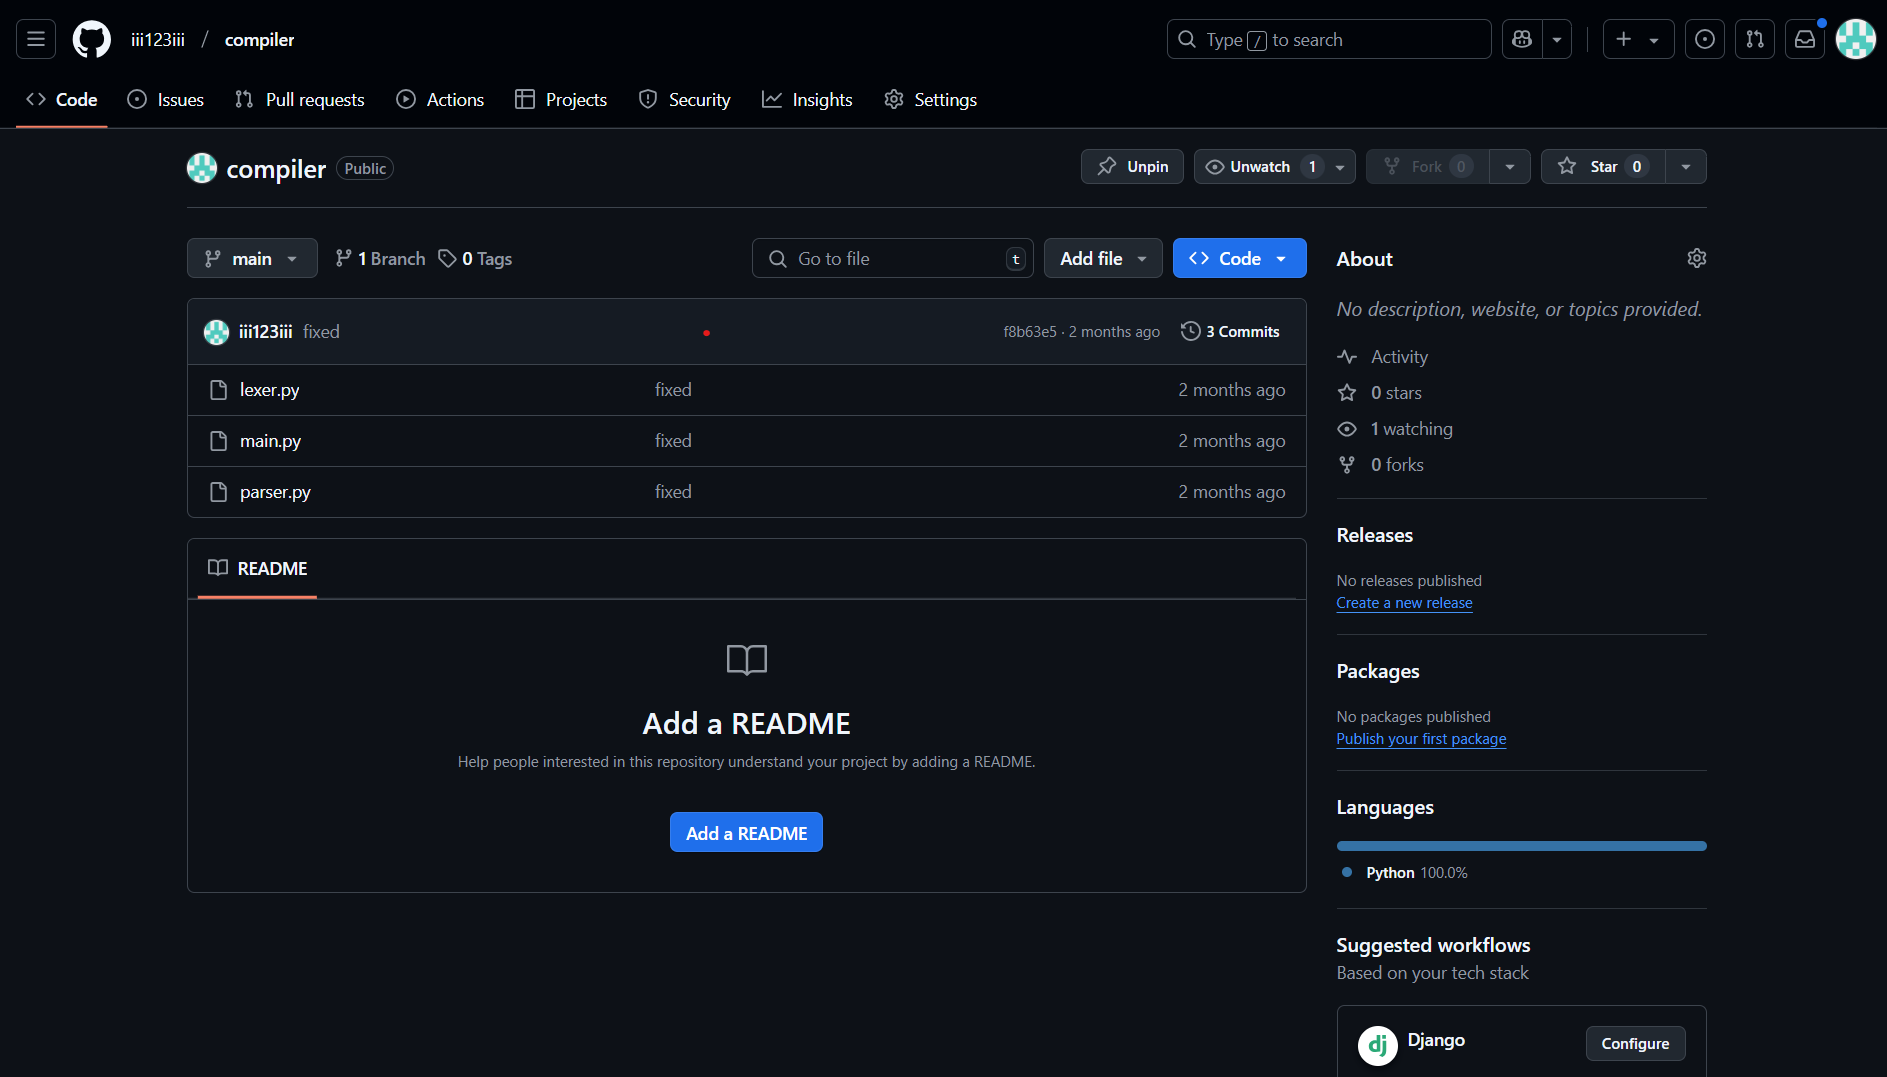 iii123iii / compiler
Type / to search
Code Issues Pull requests Actions Projects Security Insights Settings
compiler Public
Unpin Unwatch 1 Fork 0 Star 0
main 1 Branch 0 Tags
Go to file t Add file Code
iii123iii fixed f8b63e5 · 2 months ago 3 Commits
lexer.py fixed 2 months ago
main.py fixed 2 months ago
parser.py fixed 2 months ago
README
Add a README
Help people interested in this repository understand your project by adding a README.
Add a README
About
No description, website, or topics provided.
Activity
0 stars
1 watching
0 forks
Releases
No releases published
Create a new release
Packages
No packages published
Publish your first package
Languages
Python 100.0%
Suggested workflows
Based on your tech stack
dj Django Configure